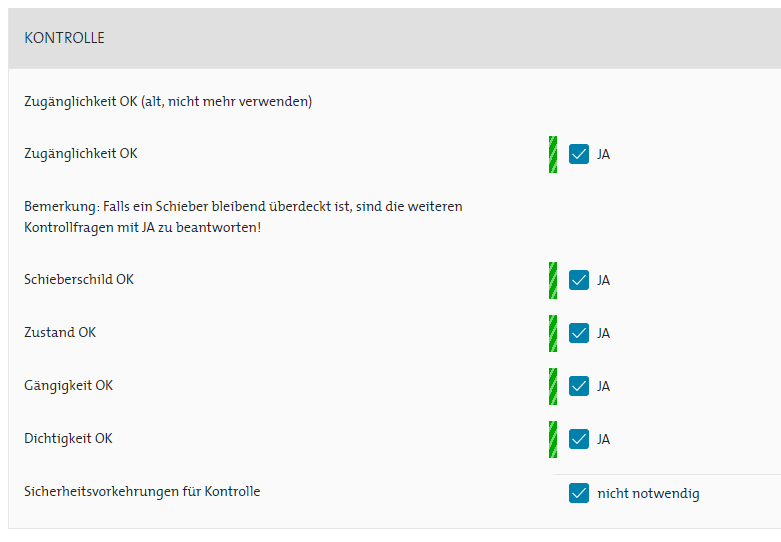 KONTROLLE
Zugänglichkeit OK (alt, nicht mehr verwenden)
Zugänglichkeit OK JA
Bemerkung: Falls ein Schieber bleibend überdeckt ist, sind die weiteren
Kontrollfragen mit JA zu beantworten!
Schieberschild OK JA
Zustand OK JA
Gängigkeit OK JA
Dichtigkeit OK JA
Sicherheitsvorkehrungen für Kontrolle nicht notwendig